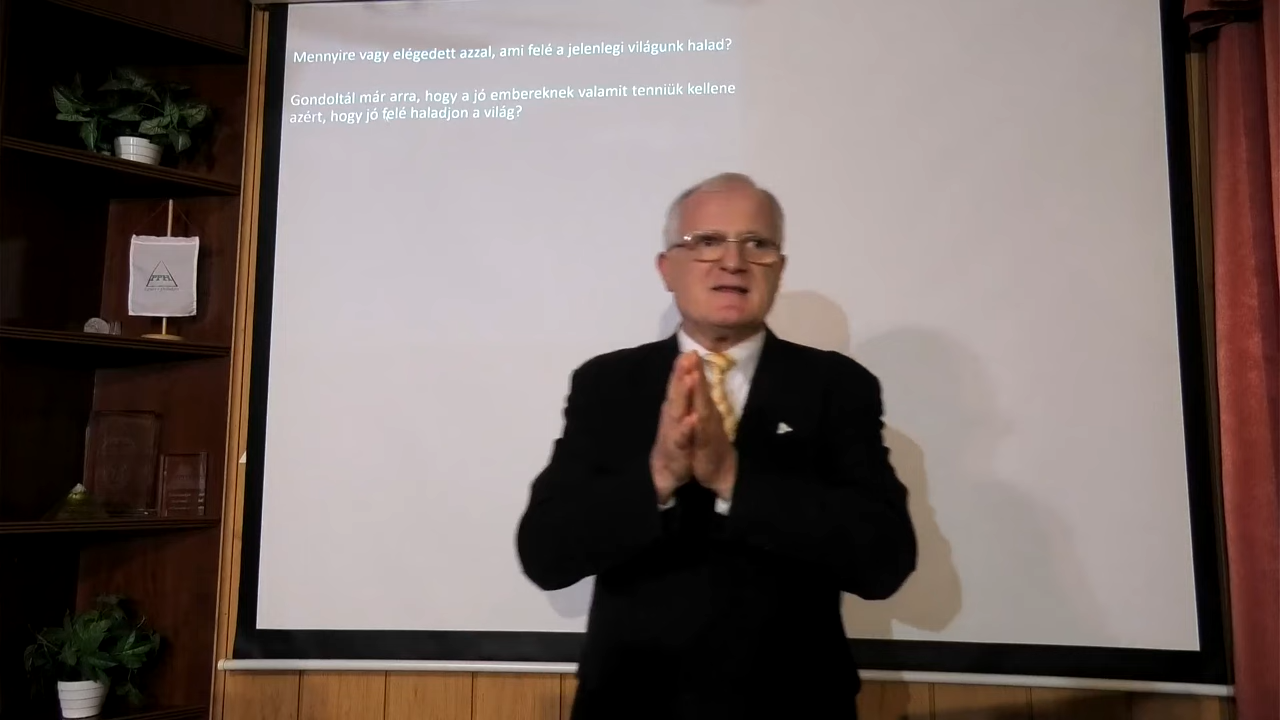 Mennyire vagy elégedett azzal, ami felé a jelenlegi világunk halad?
Gondoltál már arra, hogy a jó embereknek valamit tenniük kellene
azért, hogy jó felé haladjon a világ?